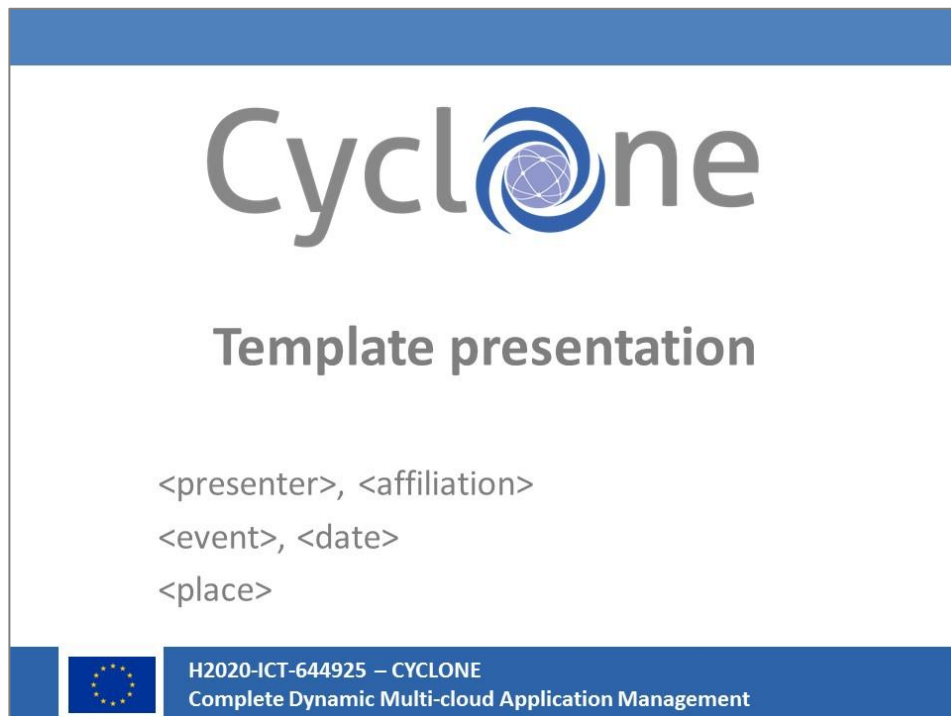 Cyclone
Template presentation
<presenter>, <affiliation>
<event>, <date>
<place>
H2020-ICT-644925 – CYCLONE
Complete Dynamic Multi-cloud Application Management